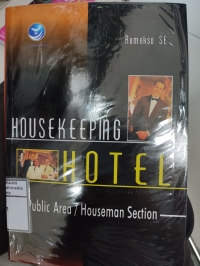 Rumekso SE
HOUSEKEEPING
HOTEL
Public Area / Houseman Section